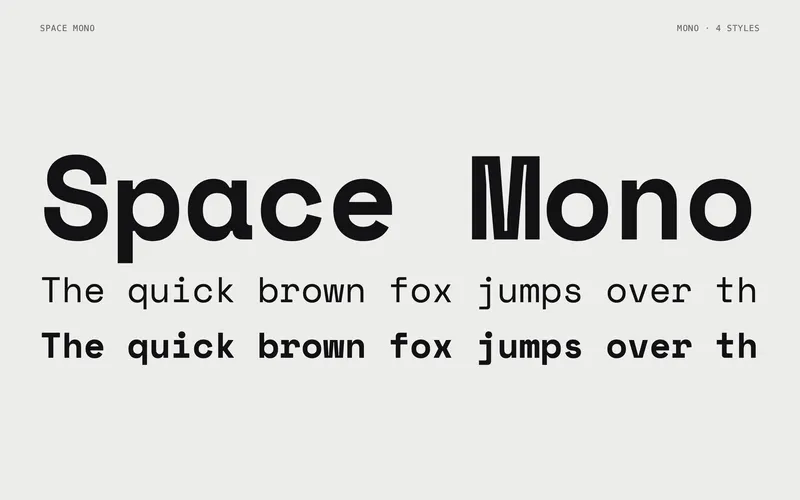 SPACE MONO
MONO · 4 STYLES
Space Mono
The quick brown fox jumps over th
The quick brown fox jumps over th